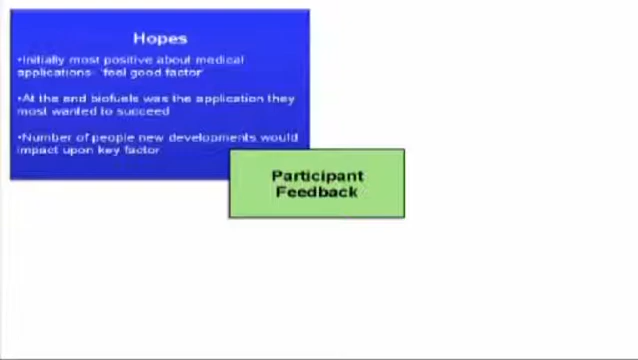 Hopes
•Initially most positive about medical
applications- 'feel good factor'
•At the end biofuels was the application they
most wanted to succeed
•Number of people new developments would
impact upon key factor
Participant
Feedback